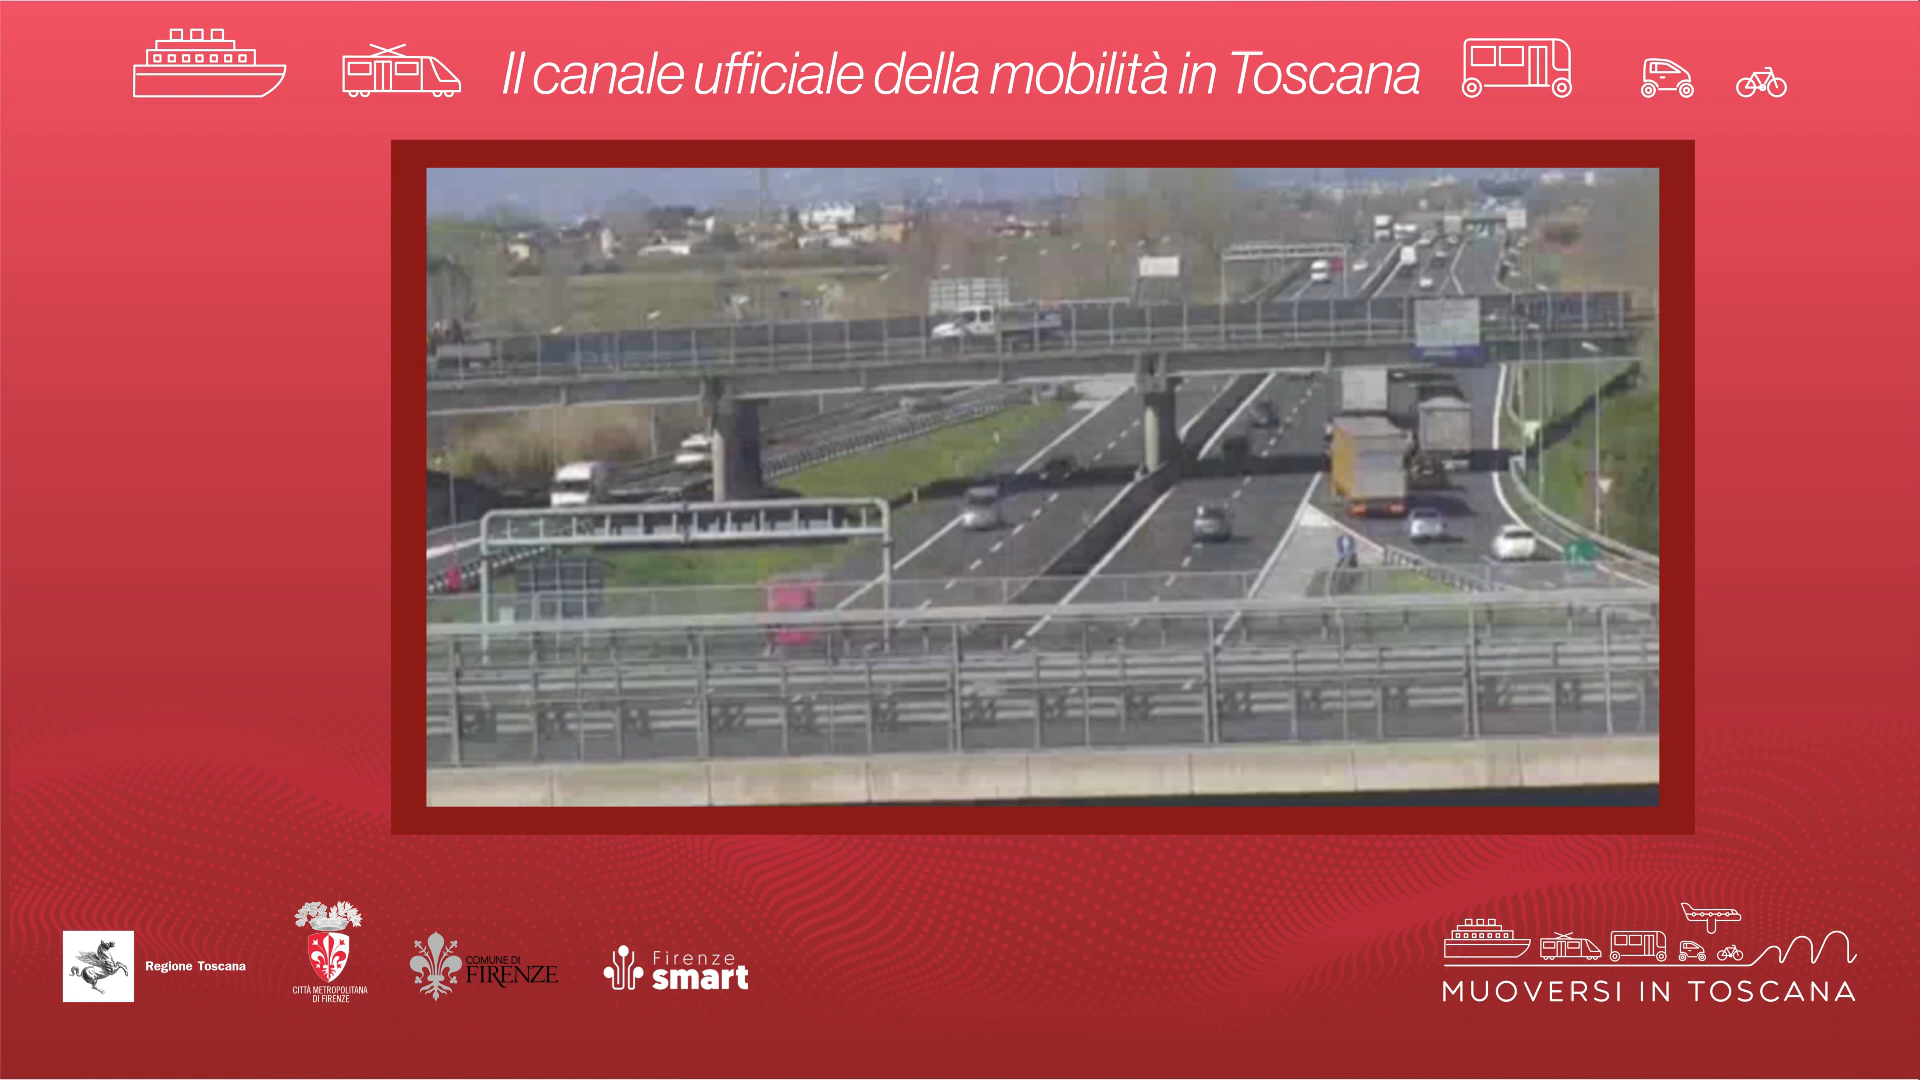 Il canale ufficiale della mobilità in Toscana
Regione Toscana
CITTÀ METROPOLITANA
DI FIRENZE
COMUNE DI
FIRENZE
Firenze
smart
MUOVERSI IN TOSCANA